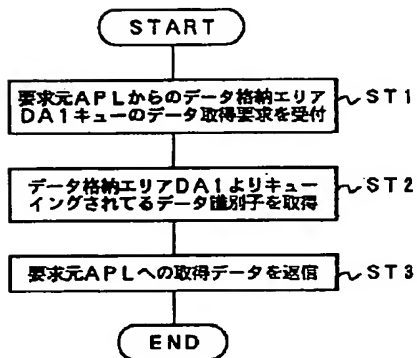 START
要求元APLからのデータ格納エリア
DA1キューのデータ取得要求を受付
ST1
データ格納エリアDA1よりキュー
イングされてるデータ識別子を取得
ST2
要求元APLへの取得データを返信
ST3
END